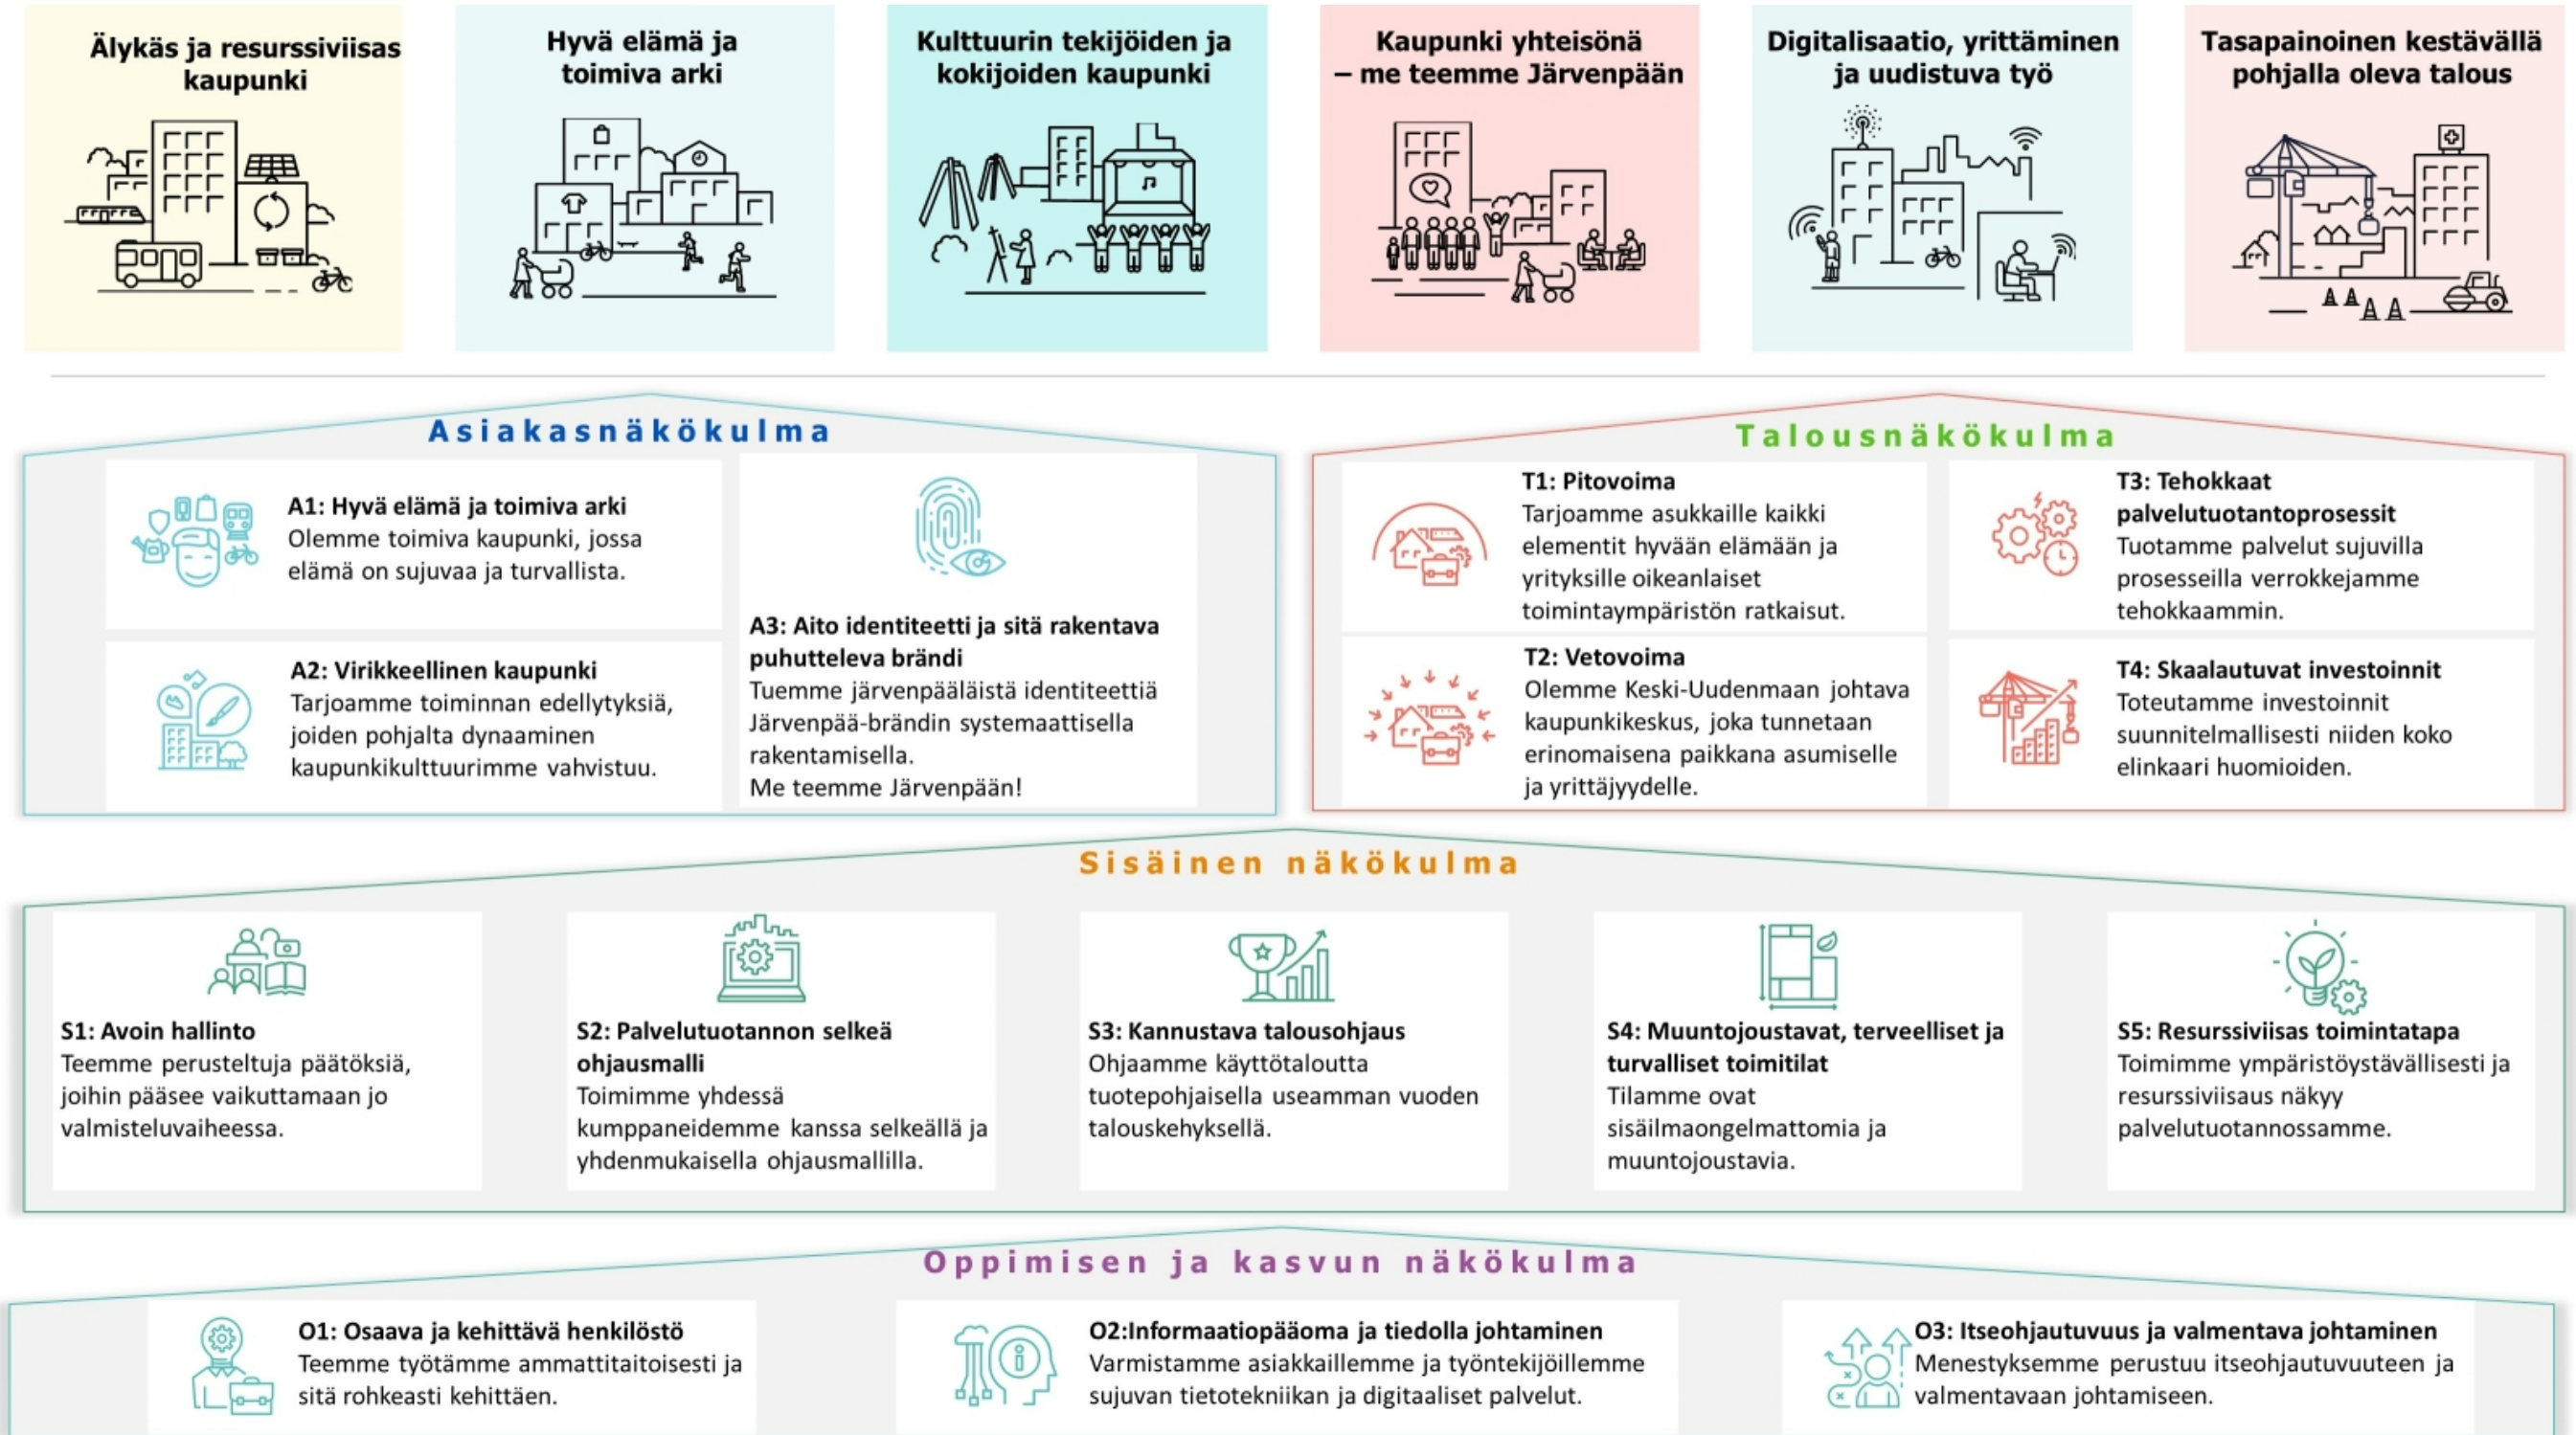 Älykäs ja resurssiviisas
kaupunki
Hyvä elämä ja
toimiva arki
Kulttuurin tekijöiden ja
kokijoiden kaupunki
Kaupunki yhteisönä
– me teemme Järvenpään
Digitalisaatio, yrittäminen
ja uudistuva työ
Tasapainoinen kestävällä
pohjalla oleva talous
Asiakasnäkökulma
A1: Hyvä elämä ja toimiva arki
Olemme toimiva kaupunki, jossa
elämä on sujuvaa ja turvallista.
A2: Virikkeellinen kaupunki
Tarjoamme toiminnan edellytyksiä,
joiden pohjalta dynaaminen
kaupunkikulttuurimme vahvistuu.
A3: Aito identiteetti ja sitä rakentava
puhutteleva brändi
Tuemme järvenpääläistä identiteettiä
Järvenpää-brändin systemaattisella
rakentamisella.
Me teemme Järvenpään!
Talousnäkökulma
T1: Pitovoima
Tarjoamme asukkaille kaikki
elementit hyvään elämään ja
yrityksille oikeanlaiset
toimintaympäristön ratkaisut.
T2: Vetovoima
Olemme Keski-Uudenmaan johtava
kaupunkikeskus, joka tunnetaan
erinomaisena paikkana asumiselle
ja yrittäjyydelle.
T3: Tehokkaat
palvelutuotantoprosessit
Tuotamme palvelut sujuvilla
prosesseilla verrokkejamme
tehokkaammin.
T4: Skaalautuvat investoinnit
Toteutamme investoinnit
suunnitelmallisesti niiden koko
elinkaari huomioiden.
Sisäinen näkökulma
S1: Avoin hallinto
Teemme perusteltuja päätöksiä,
joihin pääsee vaikuttamaan jo
valmisteluvaiheessa.
S2: Palvelutuotannon selkeä
ohjausmalli
Toimimme yhdessä
kumppaneidemme kanssa selkeällä ja
yhdenmukaisella ohjausmallilla.
S3: Kannustava talousohjaus
Ohjaamme käyttötaloutta
tuotepohjaisella useamman vuoden
talouskehyksellä.
S4: Muuntojoustavat, terveelliset ja
turvalliset toimitilat
Tilamme ovat
sisäilmaongelmattomia ja
muuntojoustavia.
S5: Resurssiviisas toimintatapa
Toimimme ympäristöystävällisesti ja
resurssiviisaus näkyy
palvelutuotannossamme.
Oppimisen ja kasvun näkökulma
O1: Osaava ja kehittävä henkilöstö
Teemme työtämme ammattitaitoisesti ja
sitä rohkeasti kehittäen.
O2:Informaatiopääoma ja tiedolla johtaminen
Varmistamme asiakkaillemme ja työntekijöillemme
sujuvan tietotekniikan ja digitaaliset palvelut.
O3: Itseohjautuvuus ja valmentava johtaminen
Menestyksemme perustuu itseohjautuvuuteen ja
valmentavaan johtamiseen.